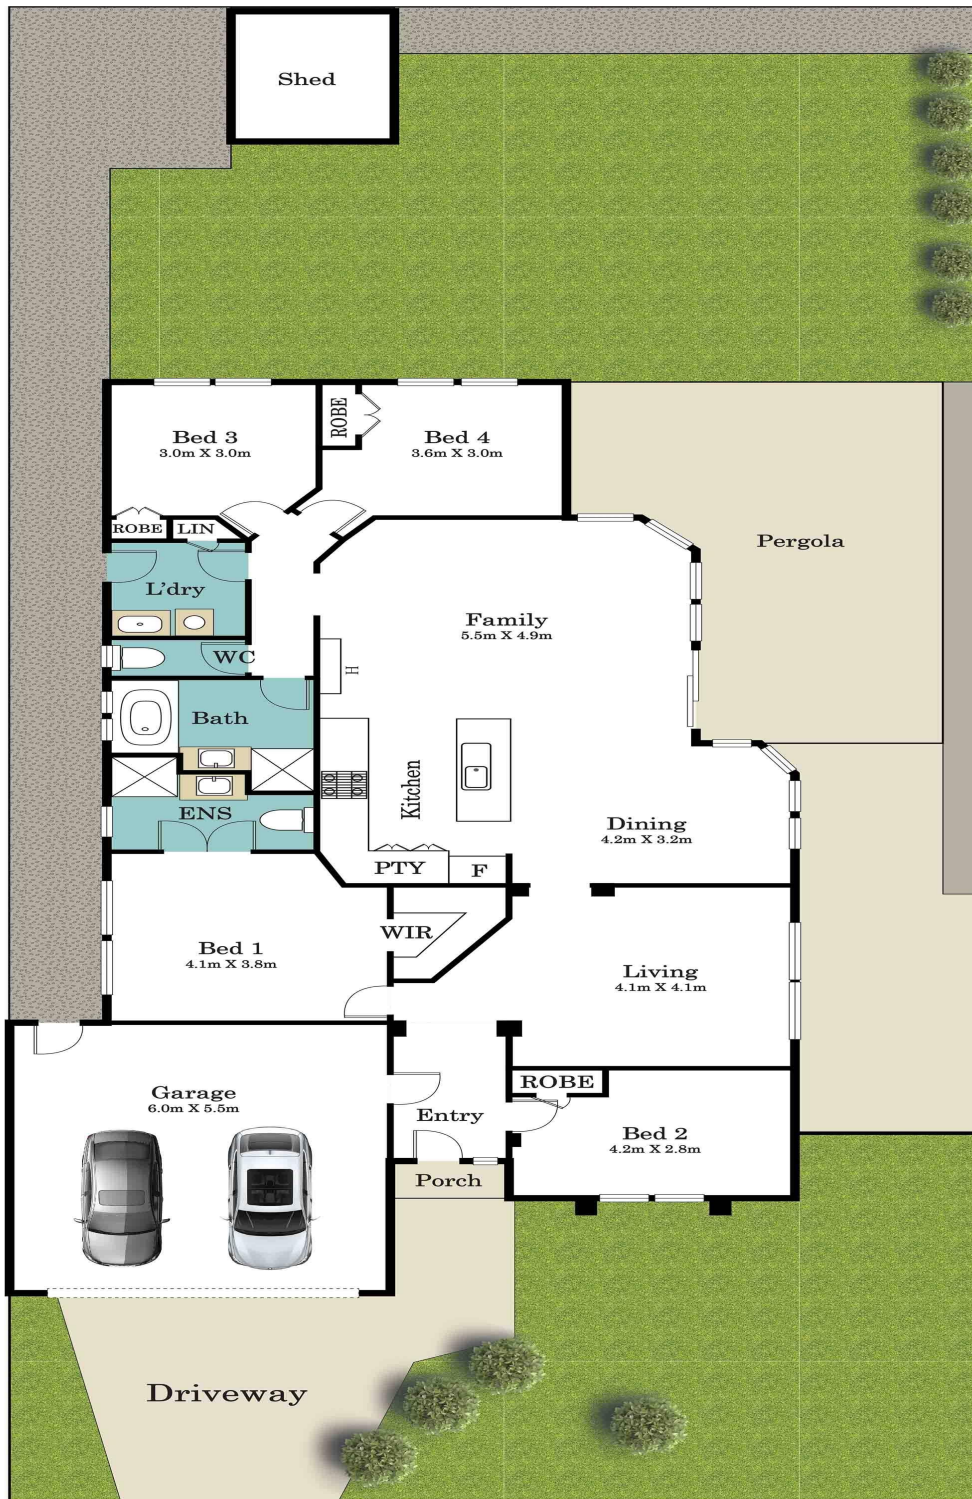 Shed
Bed 3
3.0m X 3.0m
ROBE
Bed 4
3.6m X 3.0m
ROBE
LIN
Pergola
L'dry
Family
5.5m X 4.9m
WC
H
Bath
Kitchen
ENS
Dining
4.2m X 3.2m
PTY
F
WIR
Bed 1
4.1m X 3.8m
Living
4.1m X 4.1m
ROBE
Garage
6.0m X 5.5m
Entry
Bed 2
4.2m X 2.8m
Porch
Driveway